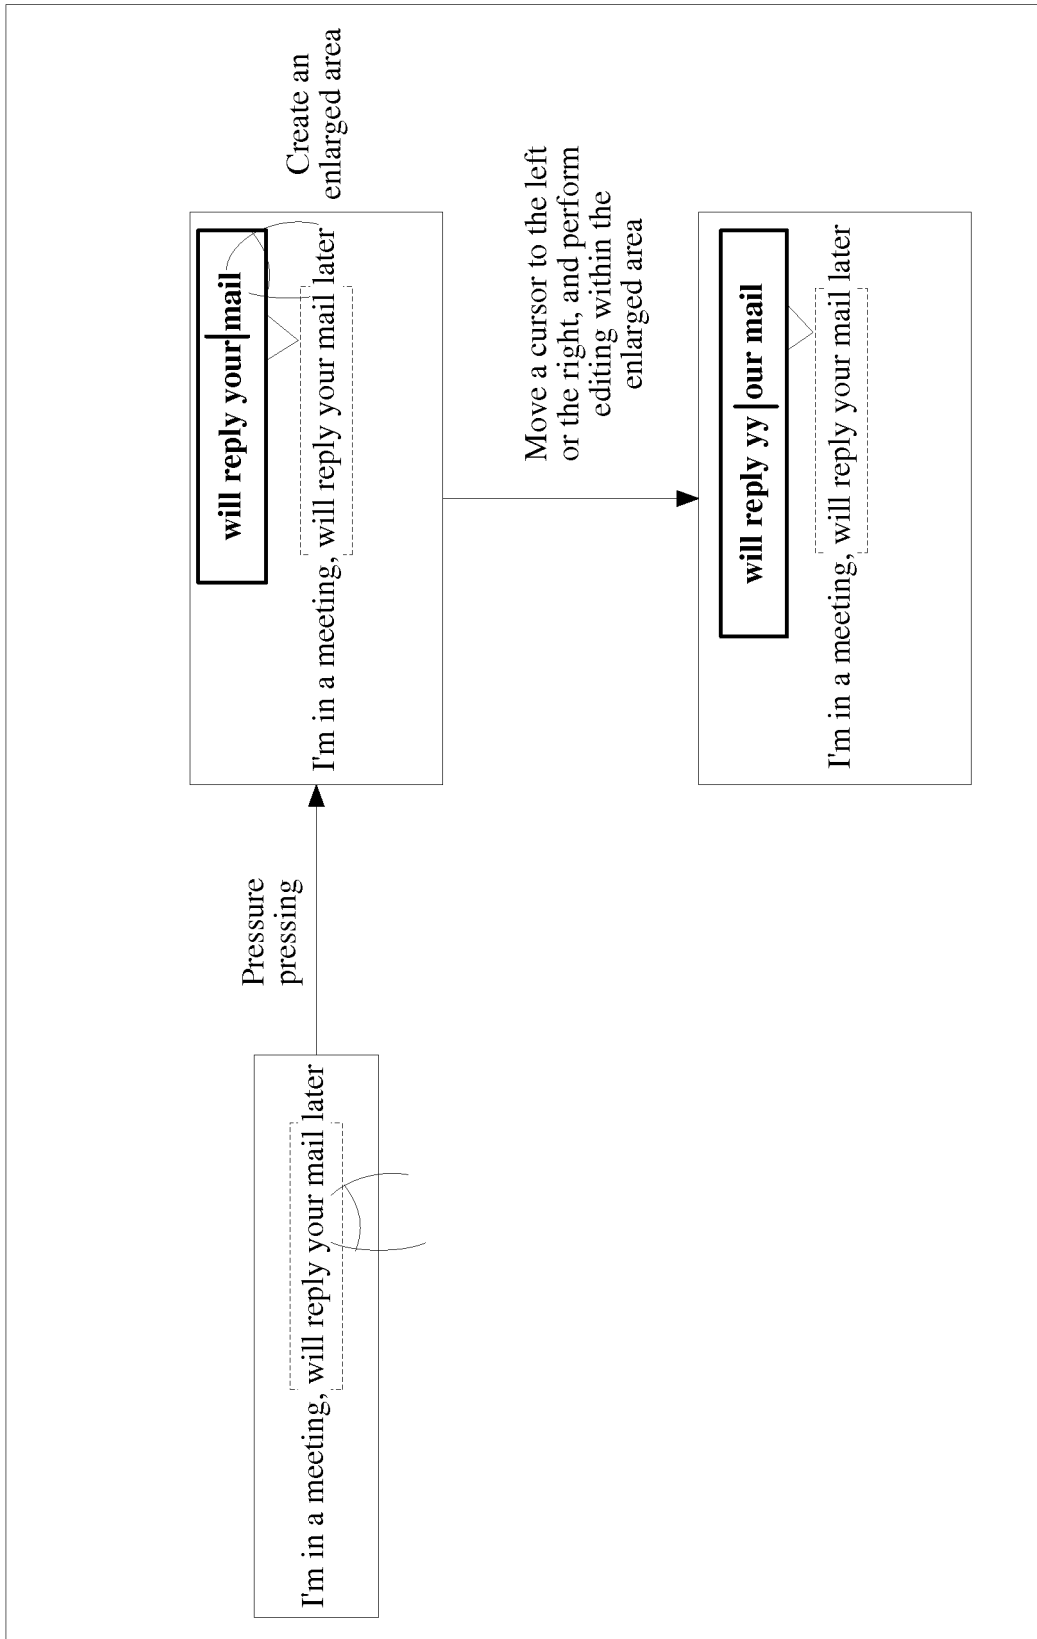 I'm in a meeting, will reply your mail later
Pressure
pressing
will reply your mail
I'm in a meeting, will reply your mail later
Create an
enlarged area
Move a cursor to the left
or the right, and perform
editing within the
enlarged area
will reply yy our mail
I'm in a meeting, will reply your mail later